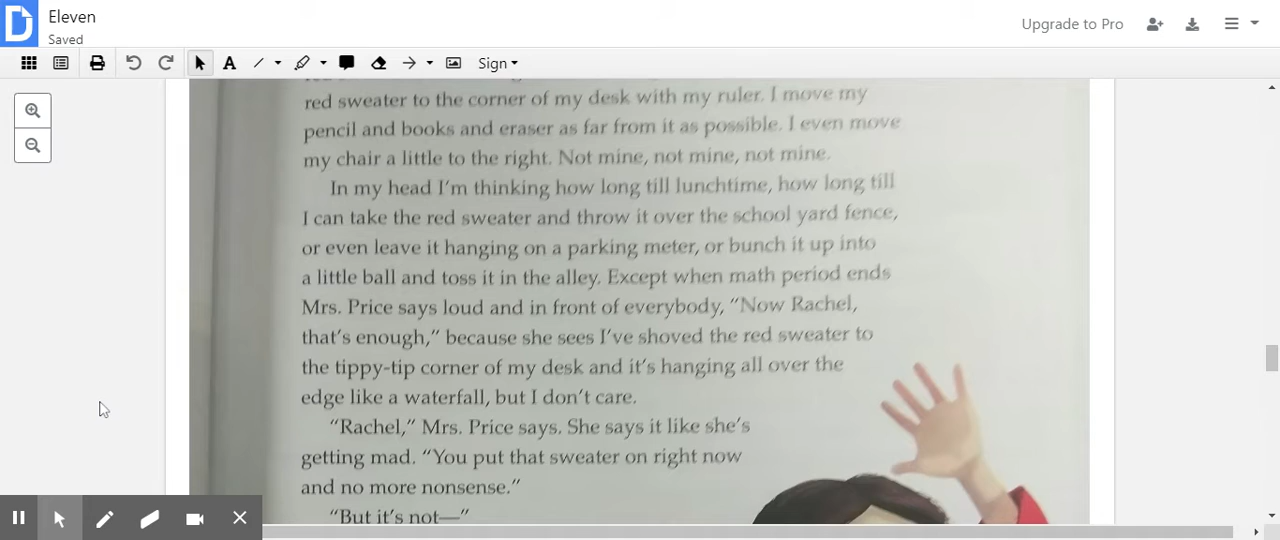 Eleven
Saved
Upgrade to Pro
A
Sign
red sweater to the corner of my desk with my ruler. I move my
pencil and books and eraser as far from it as possible. I even move
my chair a little to the right. Not mine, not mine, not mine.
In my head I'm thinking how long till lunchtime, how long till
I can take the red sweater and throw it over the school yard fence,
or even leave it hanging on a parking meter, or bunch it up into
a little ball and toss it in the alley. Except when math period ends
Mrs. Price says loud and in front of everybody, “Now Rachel,
that's enough,” because she sees I've shoved the red sweater to
the tippy-tip corner of my desk and it's hanging all over the
edge like a waterfall, but I don't care.
“Rachel,” Mrs. Price says. She says it like she's
getting mad. “You put that sweater on right now
and no more nonsense.”
“But it's not—”